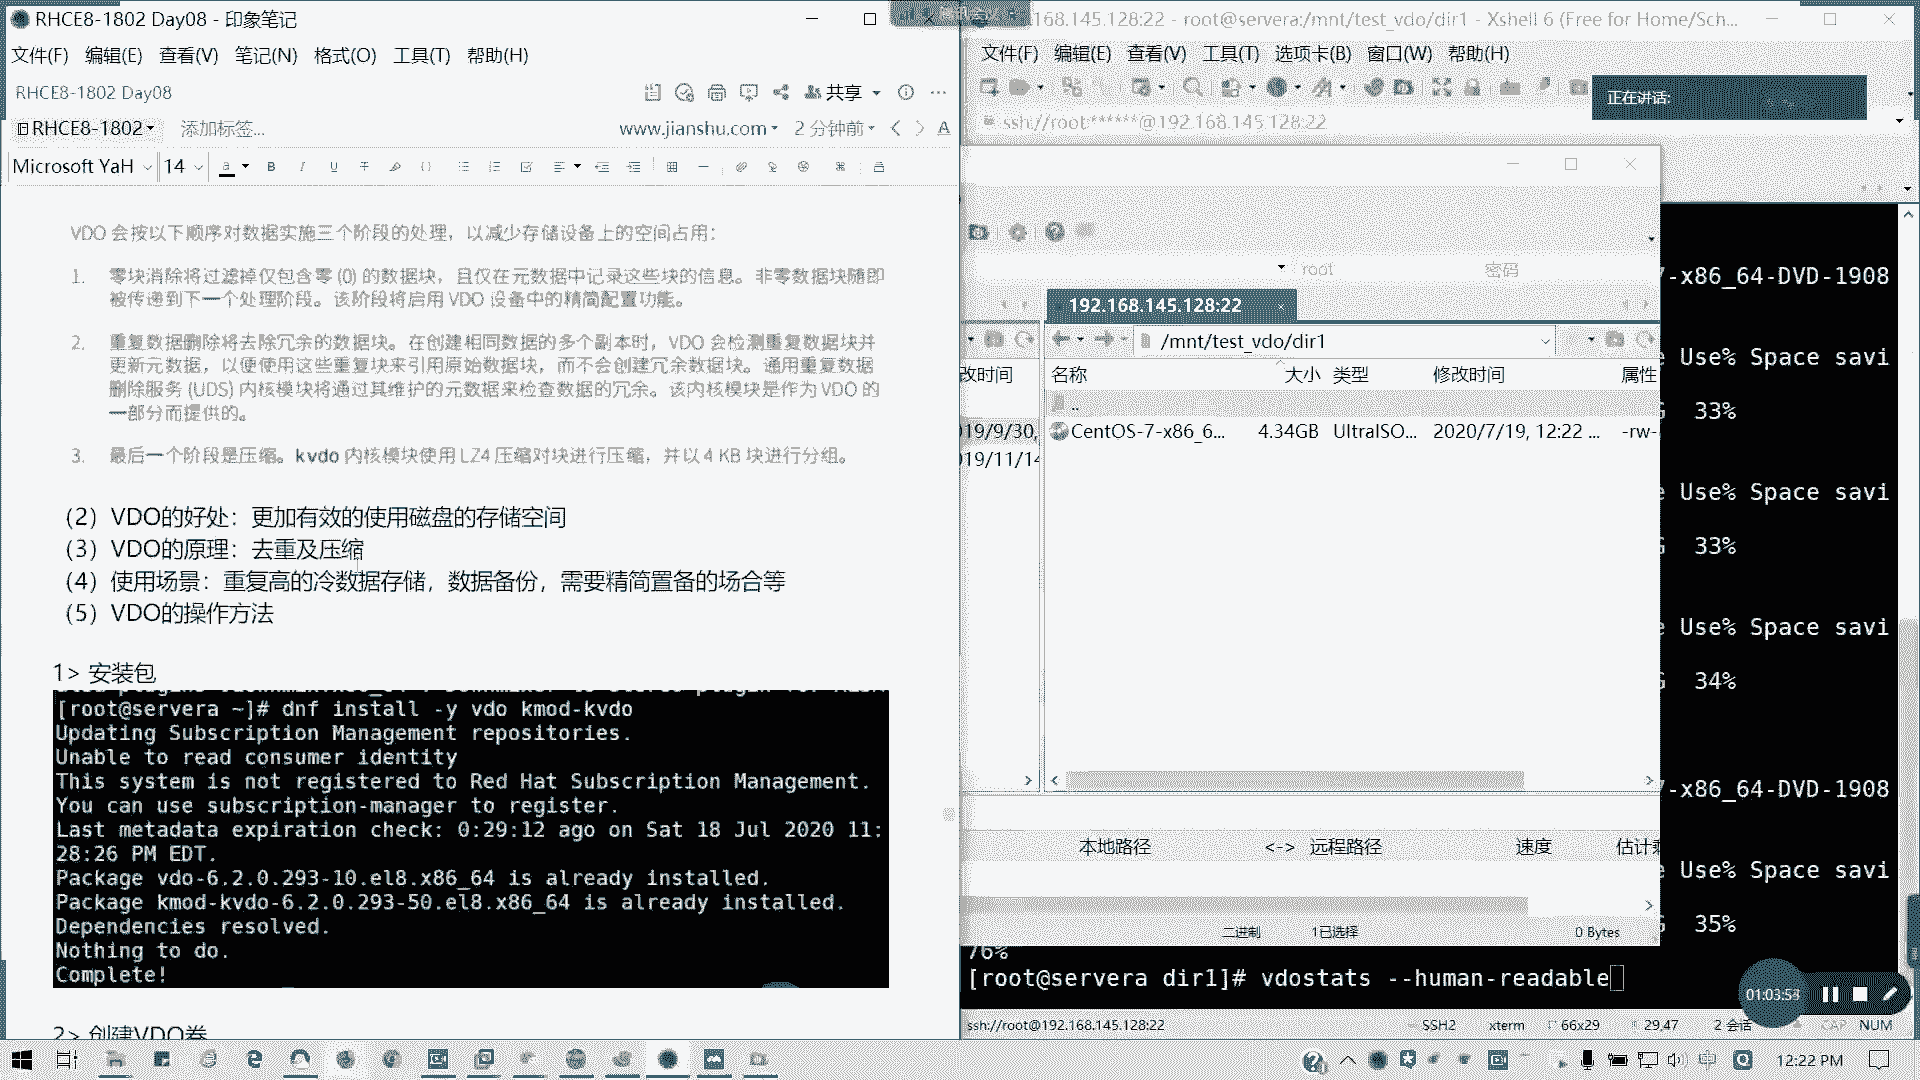 RHCE8-1802 Day08 - 印象笔记
文件(F) 编辑(E) 查看(V) 笔记(N) 格式(O) 工具(T) 帮助(H)
RHCE8-1802 Day08
共享
RHCE8-1802
添加标签...
www.jianshu.com
2 分钟前
Microsoft YaH
14
VDO 会按以下顺序对数据实施三个阶段的处理，以减少存储设备上的空间占用：
1. 零块消除将过滤掉仅包含零 (0) 的数据块，且仅在元数据中记录这些块的信息。非零数据块随即
被传递到下一个处理阶段。该阶段将启用 VDO 设备中的精简配置功能。
2. 重复数据删除将去除冗余的数据块。在创建相同数据的多个副本时，VDO 会检测重复数据块并
更新元数据，以便使用这些重复块来引用原始数据块，而不会创建冗余数据块。通用重复数据
删除服务 (UDS) 内核模块将通过其维护的元数据来检查数据的冗余。该内核模块是作为 VDO 的
一部分而提供的。
3. 最后一个阶段是压缩。kvdo 内核模块使用 LZ4 压缩对块进行压缩，并以 4 KB 块进行分组。
（2）VDO的好处：更加有效的使用磁盘的存储空间
（3）VDO的原理：去重及压缩
（4）使用场景：重复高的冷数据存储，数据备份，需要精简置备的场合等
（5）VDO的操作方法
1> 安装包
[root@servera ~]# dnf install -y vdo kmod-kvdo
Updating Subscription Management repositories.
Unable to read consumer identity
This system is not registered to Red Hat Subscription Management.
You can use subscription-manager to register.
Last metadata expiration check: 0:29:12 ago on Sat 18 Jul 2020 11:
28:26 PM EDT.
Package vdo-6.2.0.293-10.el8.x86_64 is already installed.
Package kmod-kvdo-6.2.0.293-50.el8.x86_64 is already installed.
Dependencies resolved.
Nothing to do.
Complete!
2> 创建VDO卷
168.145.128:22 - root@servera:/mnt/test_vdo/dir1 - Xshell 6 (Free for Home/Sch...
文件(F) 编辑(E) 查看(V) 工具(T) 选项卡(B) 窗口(W) 帮助(H)
正在讲话:
ssh://root:******@192.168.145.128:22
root
密码
192.168.145.128:22
/mnt/test_vdo/dir1
改时间
名称 大小 类型 修改时间 属性
..
019/9/30,
CentOS-7-x86_6... 4.34GB UltraISO... 2020/7/19, 12:22 ... -rw-
019/11/14
本地路径 <-> 远程路径 速度
二进制 1已选择 0 Bytes
-x86_64-DVD-1908
e Use% Space savi
G 33%
e Use% Space savi
G 33%
e Use% Space savi
G 34%
-x86_64-DVD-1908
e Use% Space savi
G 35%
76%
[root@servera dir1]# vdostats --human-readable
01:03:54
ssh://root@192.168.145.128:22 SSH2 xterm 66x29 29,47 2 会话 CAP NUM
12:22 PM